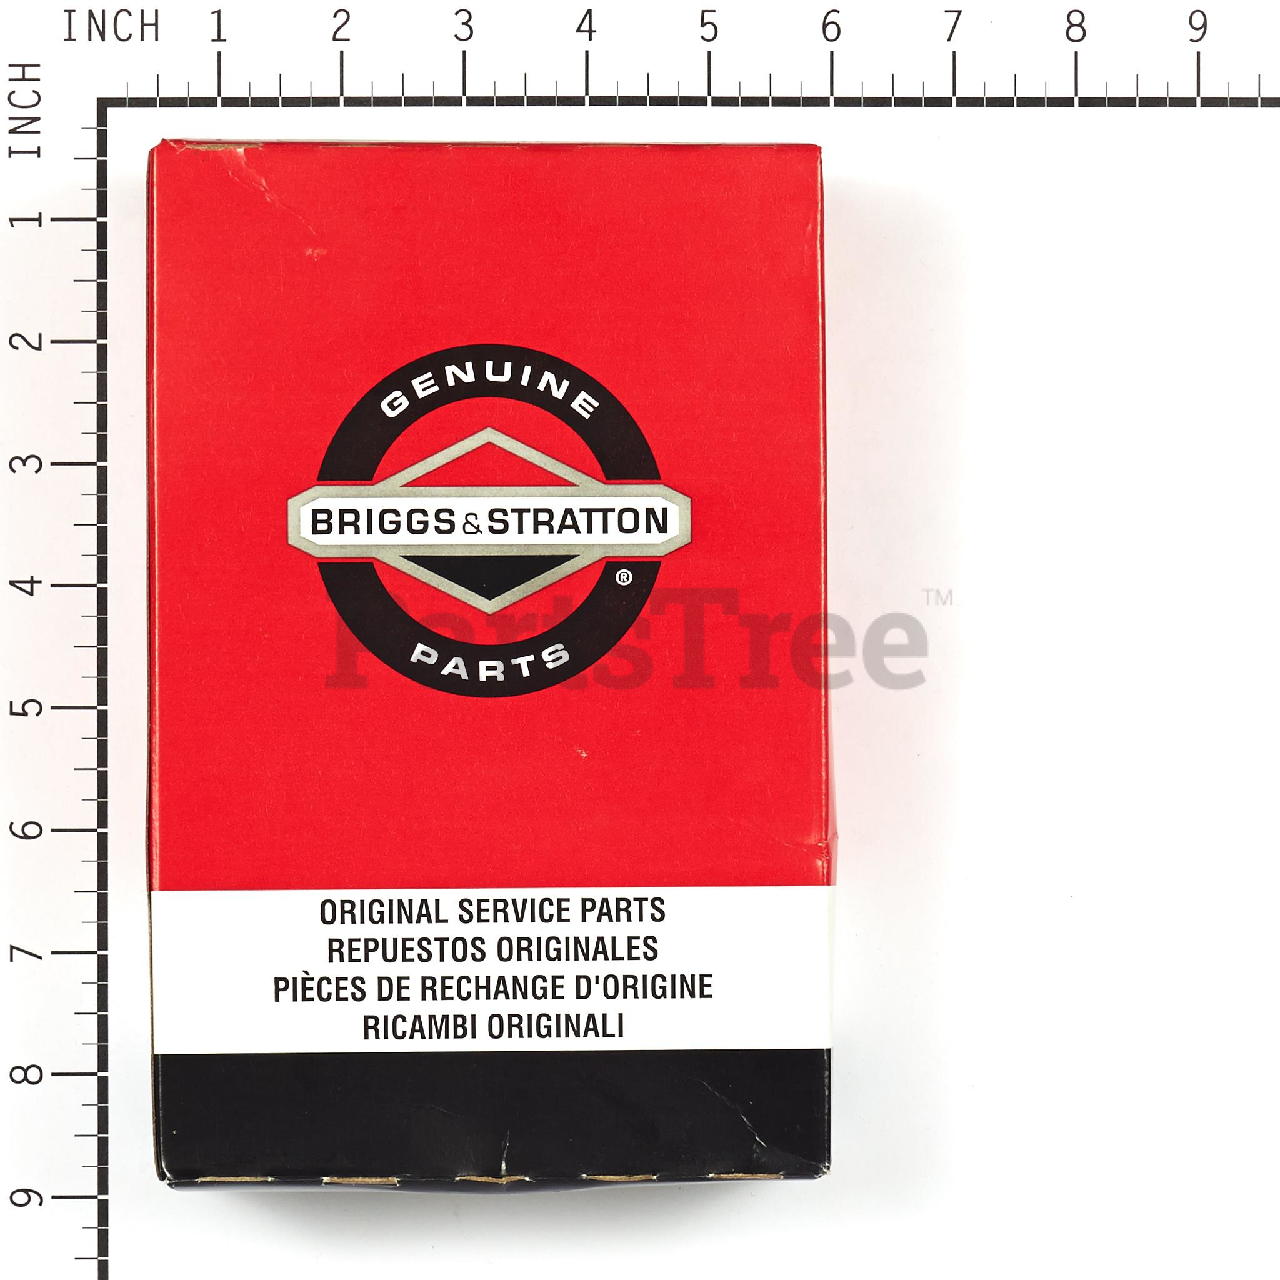 INCH 1 2 3 4 5 6 7 8 9
INCH
1
2
3
4
5
6
7
8
9
GENUINE
BRIGGS & STRATTON
®
PARTS
PartsTree™
ORIGINAL SERVICE PARTS
REPUESTOS ORIGINALES
PIÈCES DE RECHANGE D'ORIGINE
RICAMBI ORIGINALI